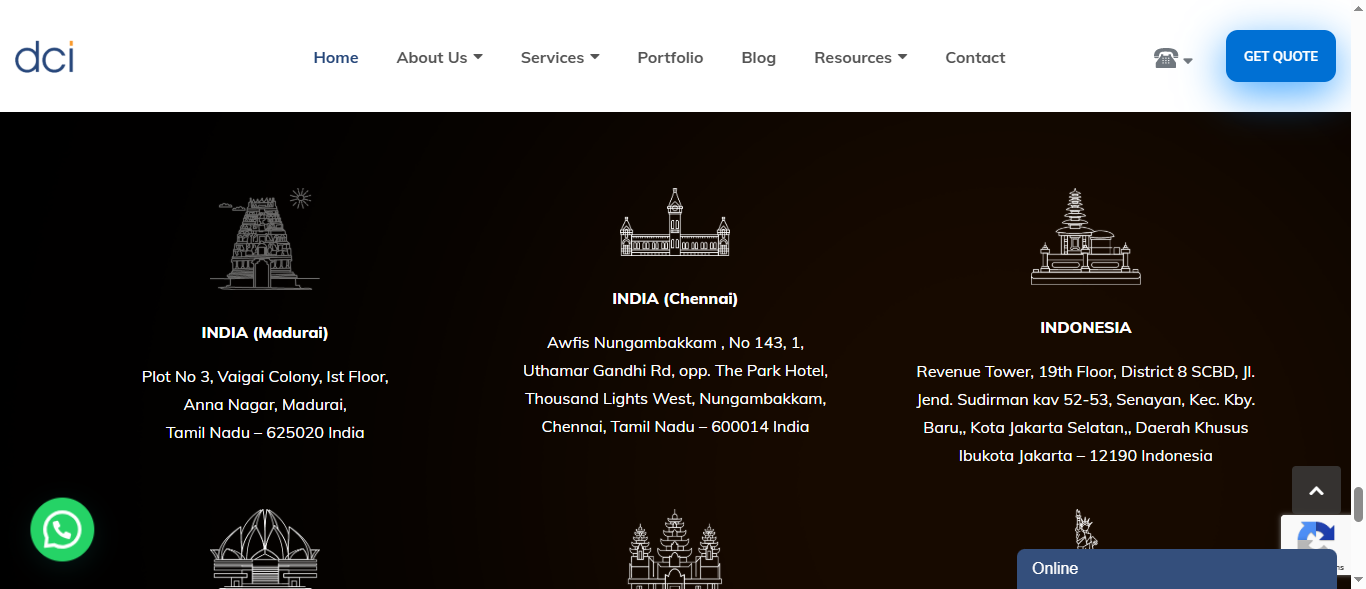 dci
Home
About Us
Services
Portfolio
Blog
Resources
Contact
GET QUOTE
INDIA (Madurai)
Plot No 3, Vaigai Colony, Ist Floor,
Anna Nagar, Madurai,
Tamil Nadu – 625020 India
INDIA (Chennai)
Awfis Nungambakkam , No 143, 1,
Uthamar Gandhi Rd, opp. The Park Hotel,
Thousand Lights West, Nungambakkam,
Chennai, Tamil Nadu – 600014 India
INDONESIA
Revenue Tower, 19th Floor, District 8 SCBD, Jl.
Jend. Sudirman kav 52-53, Senayan, Kec. Kby.
Baru,, Kota Jakarta Selatan,, Daerah Khusus
Ibukota Jakarta – 12190 Indonesia
Online